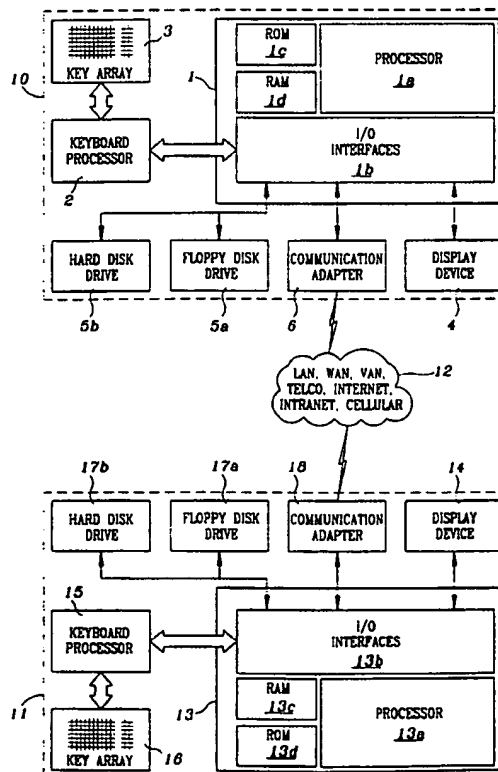 3
KEY ARRAY
10
1
ROM
1c
RAM
1d
PROCESSOR
1a
KEYBOARD
PROCESSOR
2
I/O
INTERFACES
1b
HARD DISK
DRIVE
FLOPPY DISK
DRIVE
COMMUNICATION
ADAPTER
DISPLAY
DEVICE
5b
5a
6
4
LAN, WAN, VAN,
TELCO, INTERNET,
INTRANET, CELLULAR
12
17b
17a
18
14
HARD DISK
DRIVE
FLOPPY DISK
DRIVE
COMMUNICATION
ADAPTER
DISPLAY
DEVICE
15
KEYBOARD
PROCESSOR
I/O
INTERFACES
13b
11
13
RAM
13c
ROM
13d
PROCESSOR
13a
KEY ARRAY
16